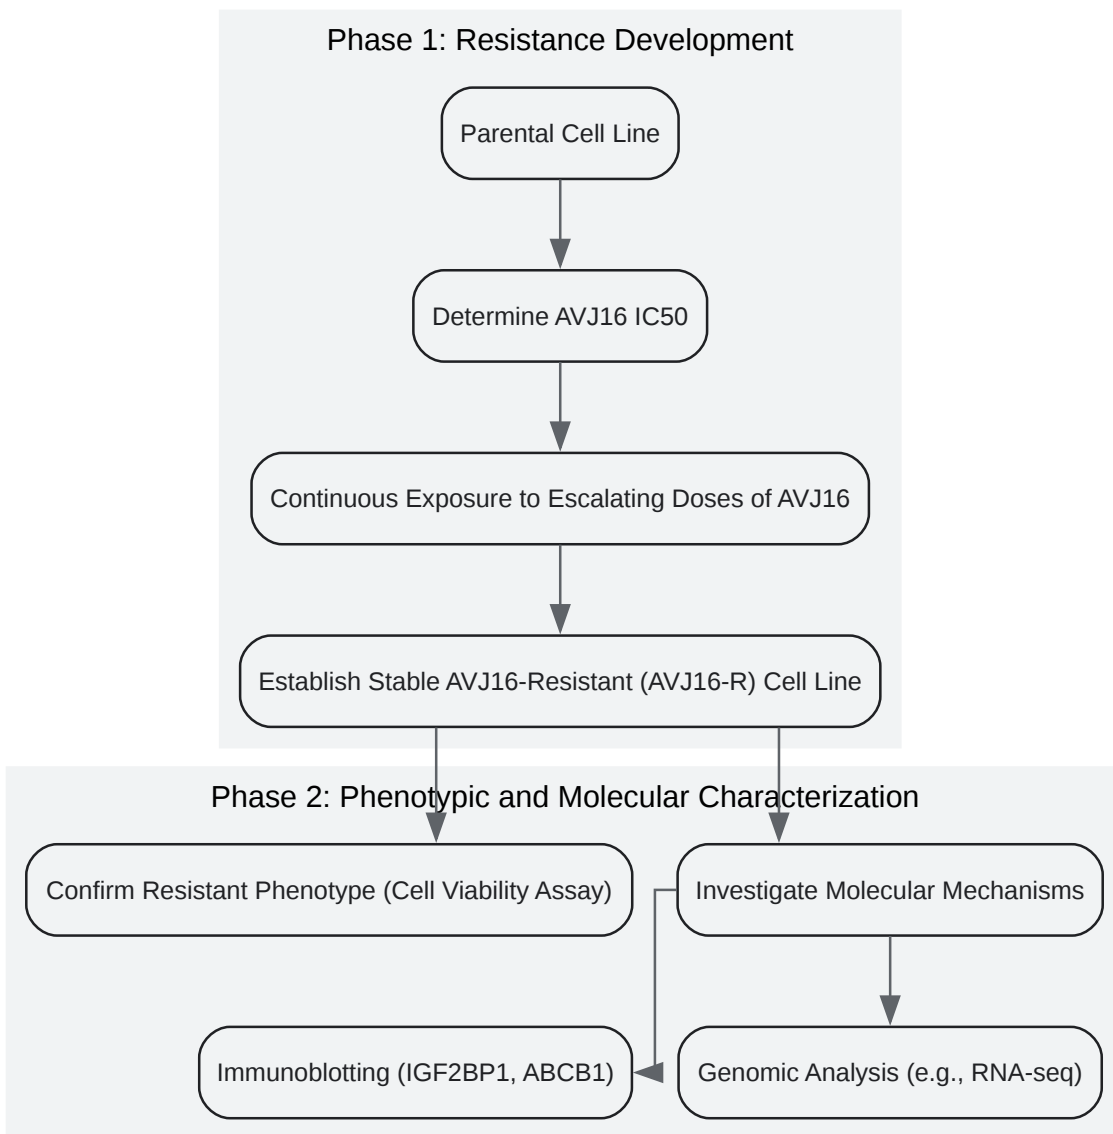 Phase 1: Resistance Development
Parental Cell Line
Determine AVJ16 IC50
Continuous Exposure to Escalating Doses of AVJ16
Establish Stable AVJ16-Resistant (AVJ16-R) Cell Line
Phase 2: Phenotypic and Molecular Characterization
Confirm Resistant Phenotype (Cell Viability Assay)
Investigate Molecular Mechanisms
Immunoblotting (IGF2BP1, ABCB1)
Genomic Analysis (e.g., RNA-seq)